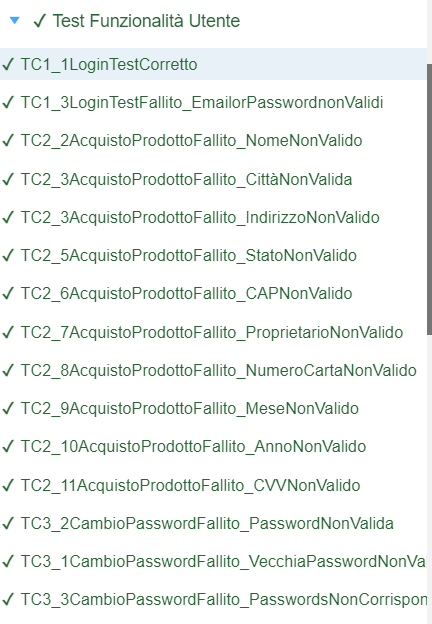 Test Funzionalità Utente
TC1_1LoginTestCorretto
TC1_3LoginTestFallito_EmailorPasswordnonValidi
TC2_2AcquistoProdottoFallito_NomeNonValido
TC2_3AcquistoProdottoFallito_CittàNonValida
TC2_3AcquistoProdottoFallito_IndirizzoNonValido
TC2_5AcquistoProdottoFallito_StatoNonValido
TC2_6AcquistoProdottoFallito_CAPNonValido
TC2_7AcquistoProdottoFallito_ProprietarioNonValido
TC2_8AcquistoProdottoFallito_NumeroCartaNonValido
TC2_9AcquistoProdottoFallito_MeseNonValido
TC2_10AcquistoProdottoFallito_AnnoNonValido
TC2_11AcquistoProdottoFallito_CVVNonValido
TC3_2CambioPasswordFallito_PasswordNonValida
TC3_1CambioPasswordFallito_VecchiaPasswordNonVa
TC3_3CambioPasswordFallito_PasswordsNonCorrispon